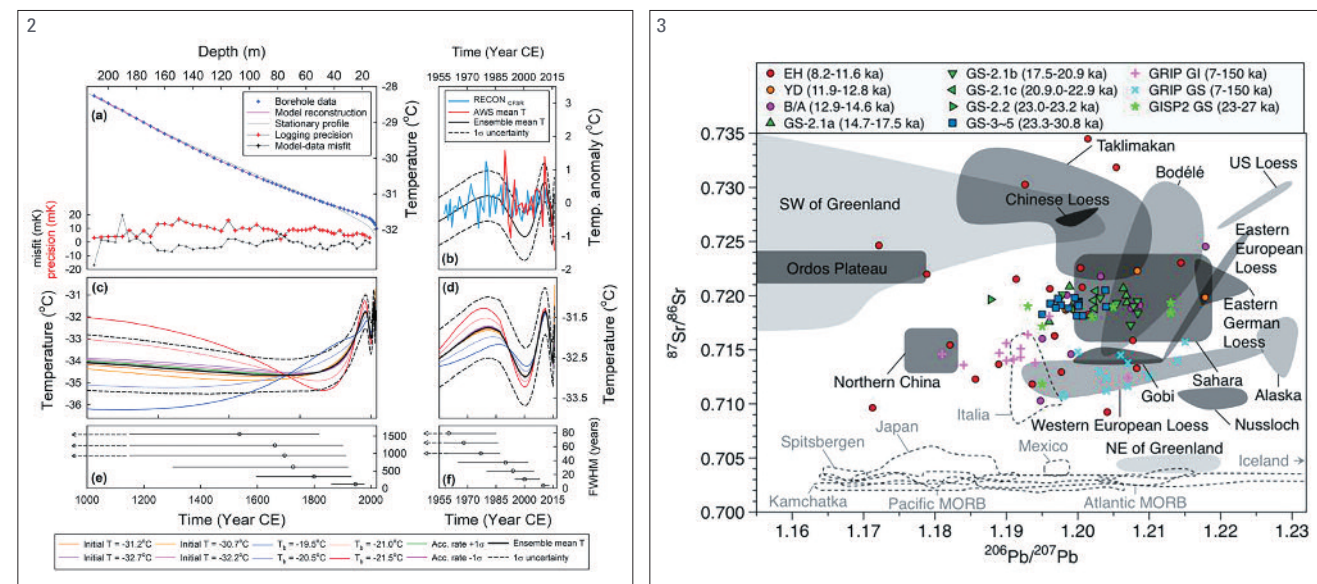 2
Depth (m)
200 180 160 140 120 100 80 60 40 20
(a)
Borehole data
Model reconstruction
Stationary profile
Logging precision
Model-data misfit
-28
-29
-30
-31
-32
Temperature (°C)
misfit (mK)
precision (mK)
20
10
0
-10
-20
Time (Year CE)
1955 1970 1985 2000 2015
RECON
AWS mean T
Ensemble mean T
1σ uncertainty
(b)
3
2
1
0
-1
-2
Temp. anomaly (°C)
(c)
Temperature (°C)
-31
-32
-33
-34
-35
-36
(d)
-31.5
-32.5
-33.5
Temperature (°C)
(e)
1500
1000
500
0
1000 1200 1400 1600 1800 2000
Time (Year CE)
(f)
80
60
40
20
0
FWHM (years)
1955 1970 1985 2000 2015
Time (Year CE)
Initial T = -31.2°C Initial T = -30.7°C Tb = -19.5°C Tb = -21.0°C Acc. rate +1σ Ensemble mean T
Initial T = -32.7°C Initial T = -32.2°C Tb = -20.5°C Tb = -21.5°C Acc. rate -1σ 1σ uncertainty
3
EH (8.2-11.6 ka) GS-2.1b (17.5-20.9 ka) GRIP GI (7-150 ka)
YD (11.9-12.8 ka) GS-2.1c (20.9.0-22.9 ka) GRIP GS (7-150 ka)
B/A (12.9-14.6 ka) GS-2.2 (23.0-23.2 ka) GISP2 GS (23-27 ka)
GS-2.1a (14.7-17.5 ka) GS-3~5 (23.3-30.8 ka)
0.735
0.730
0.725
0.720
0.715
0.710
0.705
0.700
87Sr/86Sr
Taklimakan
US Loess
Bodélé
SW of Greenland
Chinese Loess
Eastern
European
Loess
Ordos Plateau
Eastern
German
Loess
Northern China
Sahara
Gobi
Alaska
Italia
Western European Loess
Nussloch
Japan
Spitsbergen
Mexico
NE of Greenland
Iceland →
Kamchatka
Pacific MORB
Atlantic MORB
1.16 1.17 1.18 1.19 1.20 1.21 1.22 1.23
206Pb/207Pb